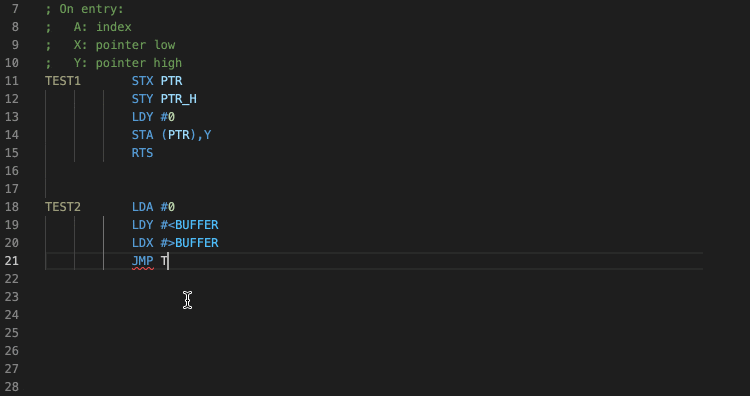 7 ; On entry:
8 ;   A: index
9 ;   X: pointer low
10 ;   Y: pointer high
11 TEST1       STX PTR
12             STY PTR_H
13             LDY #0
14             STA (PTR),Y
15             RTS
16
17
18 TEST2       LDA #0
19             LDY #<BUFFER
20             LDX #>BUFFER
21             JMP T
22
23
24
25
26
27
28